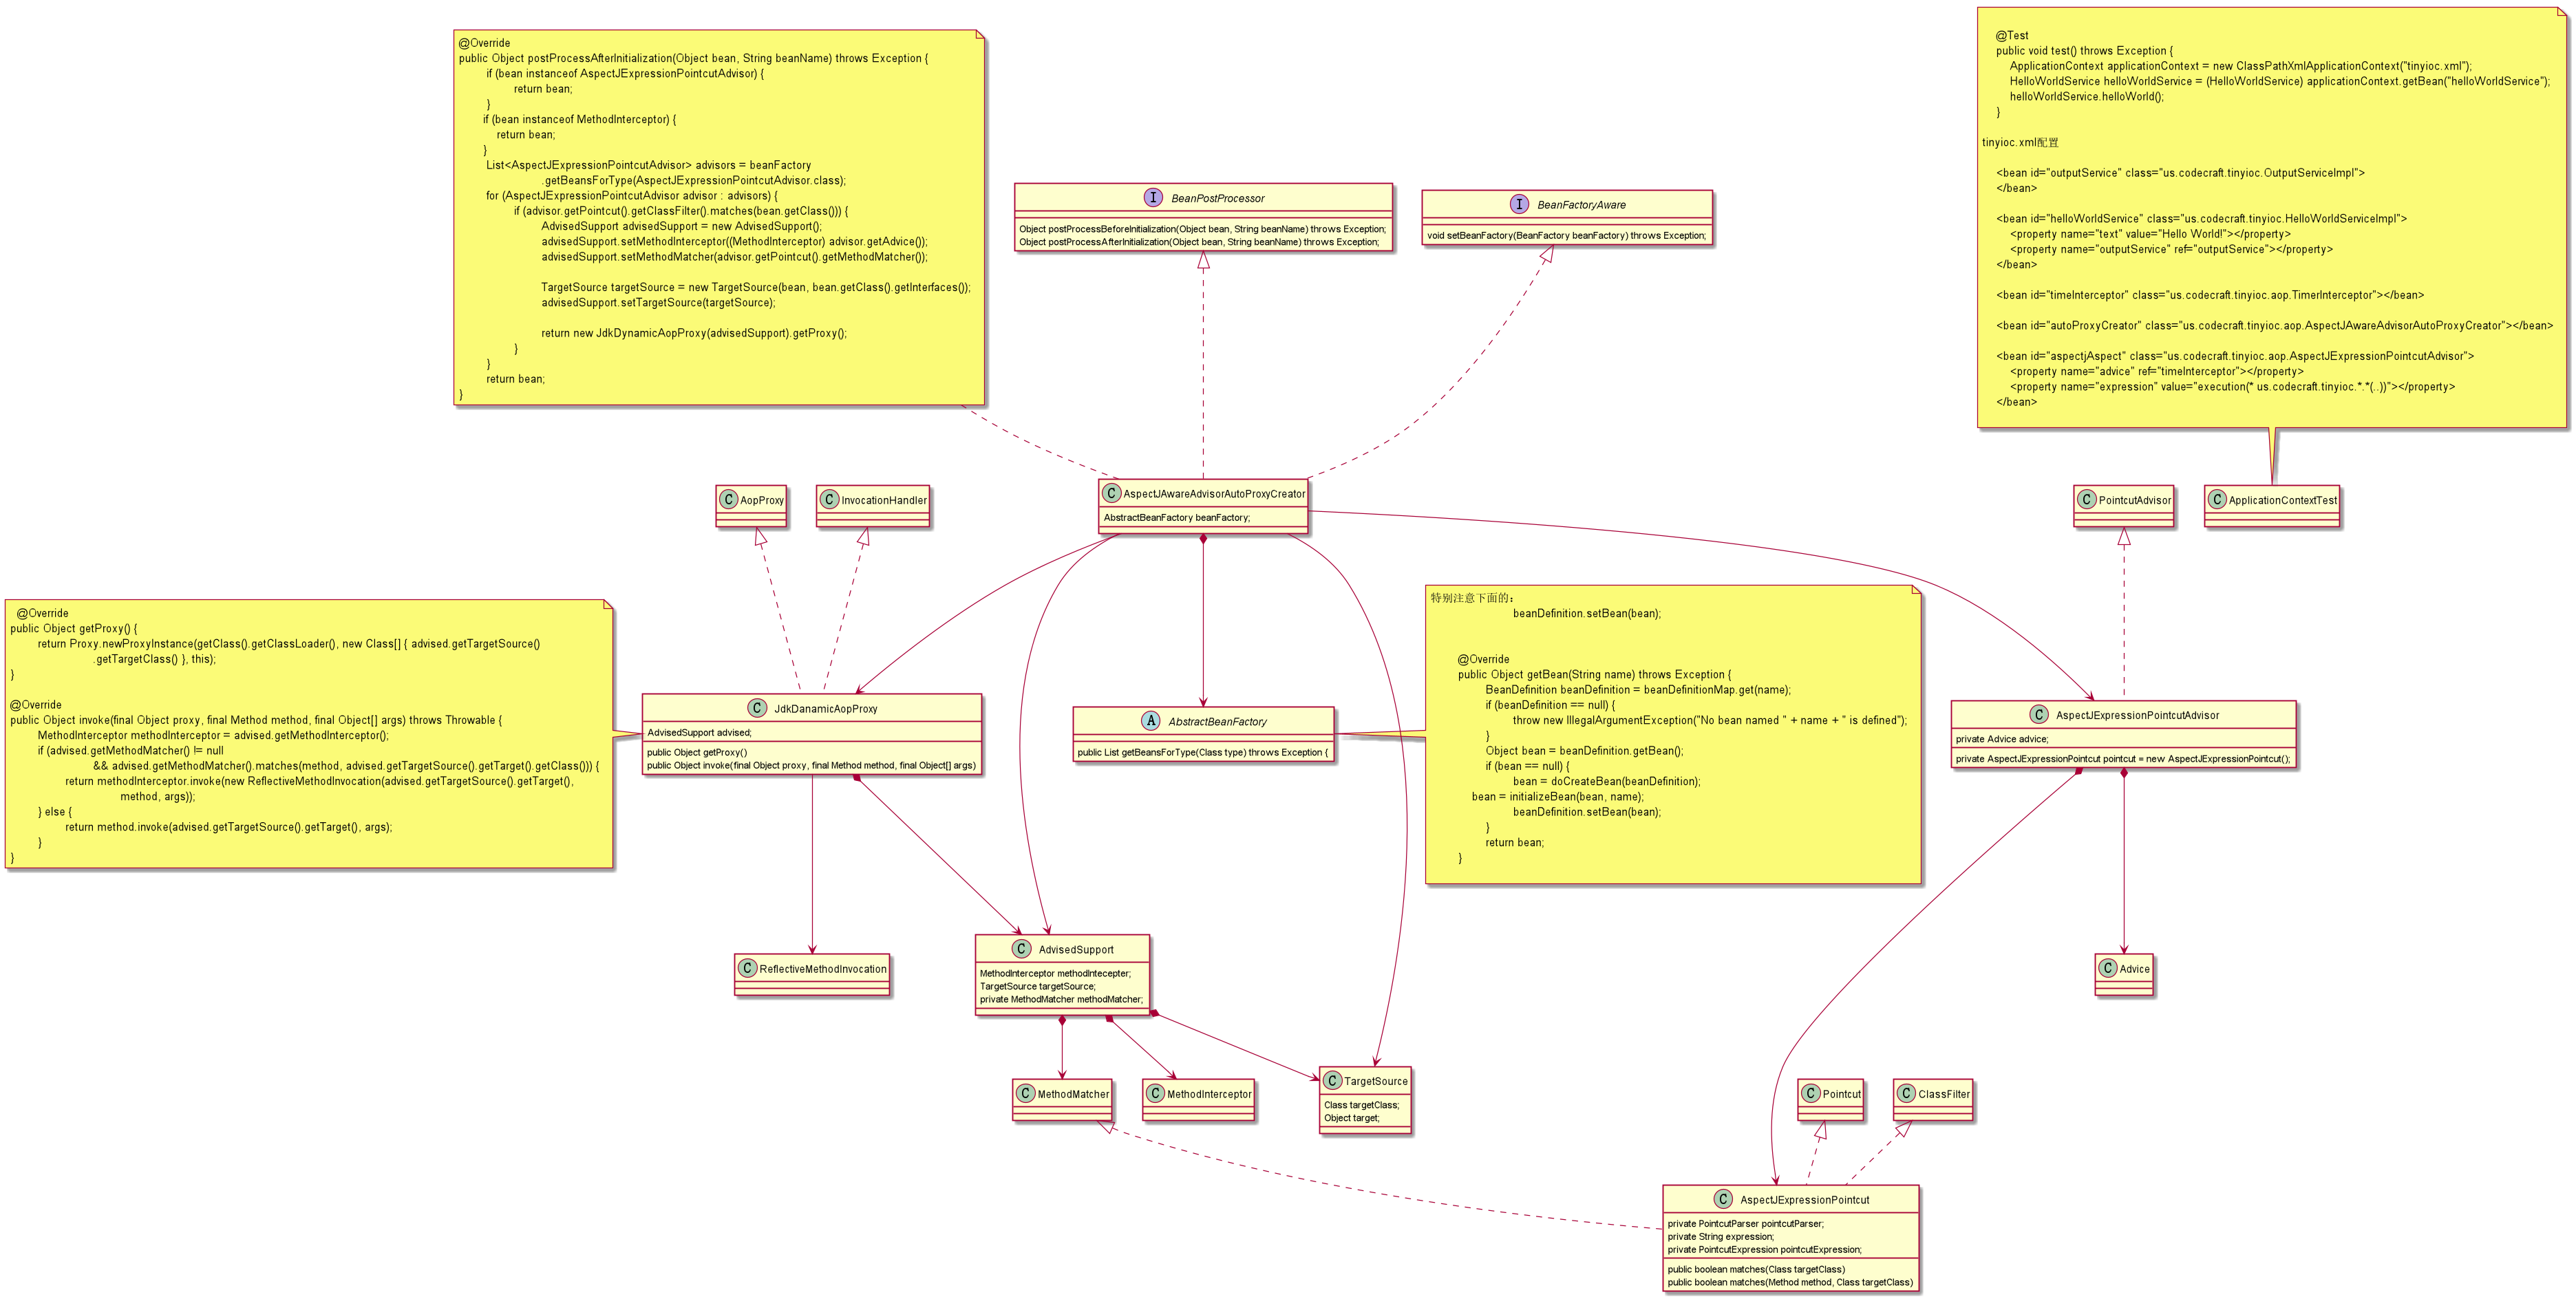 @Override
public Object postProcessAfterInitialization(Object bean, String beanName) throws Exception {
if (bean instanceof AspectJExpressionPointcutAdvisor) {
return bean;
}
if (bean instanceof MethodInterceptor) {
return bean;
}
List<AspectJExpressionPointcutAdvisor> advisors = beanFactory
.getBeansForType(AspectJExpressionPointcutAdvisor.class);
for (AspectJExpressionPointcutAdvisor advisor : advisors) {
if (advisor.getPointcut().getClassFilter().matches(bean.getClass())) {
AdvisedSupport advisedSupport = new AdvisedSupport();
advisedSupport.setMethodInterceptor((MethodInterceptor) advisor.getAdvice());
advisedSupport.setMethodMatcher(advisor.getPointcut().getMethodMatcher());
TargetSource targetSource = new TargetSource(bean, bean.getClass().getInterfaces());
advisedSupport.setTargetSource(targetSource);
return new JdkDynamicAopProxy(advisedSupport).getProxy();
}
}
return bean;
}
I BeanPostProcessor
Object postProcessBeforeInitialization(Object bean, String beanName) throws Exception;
Object postProcessAfterInitialization(Object bean, String beanName) throws Exception;
I BeanFactoryAware
void setBeanFactory(BeanFactory beanFactory) throws Exception;
@Test
public void test() throws Exception {
ApplicationContext applicationContext = new ClassPathXmlApplicationContext("tinyioc.xml");
HelloWorldService helloWorldService = (HelloWorldService) applicationContext.getBean("helloWorldService");
helloWorldService.helloWorld();
}
tinyioc.xml配置
<bean id="outputService" class="us.codecraft.tinyioc.OutputServiceImpl">
</bean>
<bean id="helloWorldService" class="us.codecraft.tinyioc.HelloWorldServiceImpl">
<property name="text" value="Hello World!"></property>
<property name="outputService" ref="outputService"></property>
</bean>
<bean id="timeInterceptor" class="us.codecraft.tinyioc.aop.TimerInterceptor"></bean>
<bean id="autoProxyCreator" class="us.codecraft.tinyioc.aop.AspectJAwareAdvisorAutoProxyCreator"></bean>
<bean id="aspectjAspect" class="us.codecraft.tinyioc.aop.AspectJExpressionPointcutAdvisor">
<property name="advice" ref="timeInterceptor"></property>
<property name="expression" value="execution(* us.codecraft.tinyioc.*.*(..))"></property>
</bean>
C AopProxy
C InvocationHandler
C AspectJAwareAdvisorAutoProxyCreator
AbstractBeanFactory beanFactory;
C PointcutAdvisor
C ApplicationContextTest
@Override
public Object getProxy() {
return Proxy.newProxyInstance(getClass().getClassLoader(), new Class[] { advised.getTargetSource()
.getTargetClass() }, this);
}
@Override
public Object invoke(final Object proxy, final Method method, final Object[] args) throws Throwable {
MethodInterceptor methodInterceptor = advised.getMethodInterceptor();
if (advised.getMethodMatcher() != null
&& advised.getMethodMatcher().matches(method, advised.getTargetSource().getTarget().getClass())) {
return methodInterceptor.invoke(new ReflectiveMethodInvocation(advised.getTargetSource().getTarget(),
method, args));
} else {
return method.invoke(advised.getTargetSource().getTarget(), args);
}
}
C JdkDanamicAopProxy
AdvisedSupport advised;
public Object getProxy()
public Object invoke(final Object proxy, final Method method, final Object[] args)
A AbstractBeanFactory
public List getBeansForType(Class type) throws Exception {
特别注意下面的：
beanDefinition.setBean(bean);
@Override
public Object getBean(String name) throws Exception {
BeanDefinition beanDefinition = beanDefinitionMap.get(name);
if (beanDefinition == null) {
throw new IllegalArgumentException("No bean named " + name + " is defined");
}
Object bean = beanDefinition.getBean();
if (bean == null) {
bean = doCreateBean(beanDefinition);
bean = initializeBean(bean, name);
beanDefinition.setBean(bean);
}
return bean;
}
C AspectJExpressionPointcutAdvisor
private Advice advice;
private AspectJExpressionPointcut pointcut = new AspectJExpressionPointcut();
C ReflectiveMethodInvocation
C AdvisedSupport
MethodInterceptor methodIntecepter;
TargetSource targetSource;
private MethodMatcher methodMatcher;
C Advice
C MethodMatcher
C MethodInterceptor
C TargetSource
Class targetClass;
Object target;
C Pointcut
C ClassFilter
C AspectJExpressionPointcut
private PointcutParser pointcutParser;
private String expression;
private PointcutExpression pointcutExpression;
public boolean matches(Class targetClass)
public boolean matches(Method method, Class targetClass)